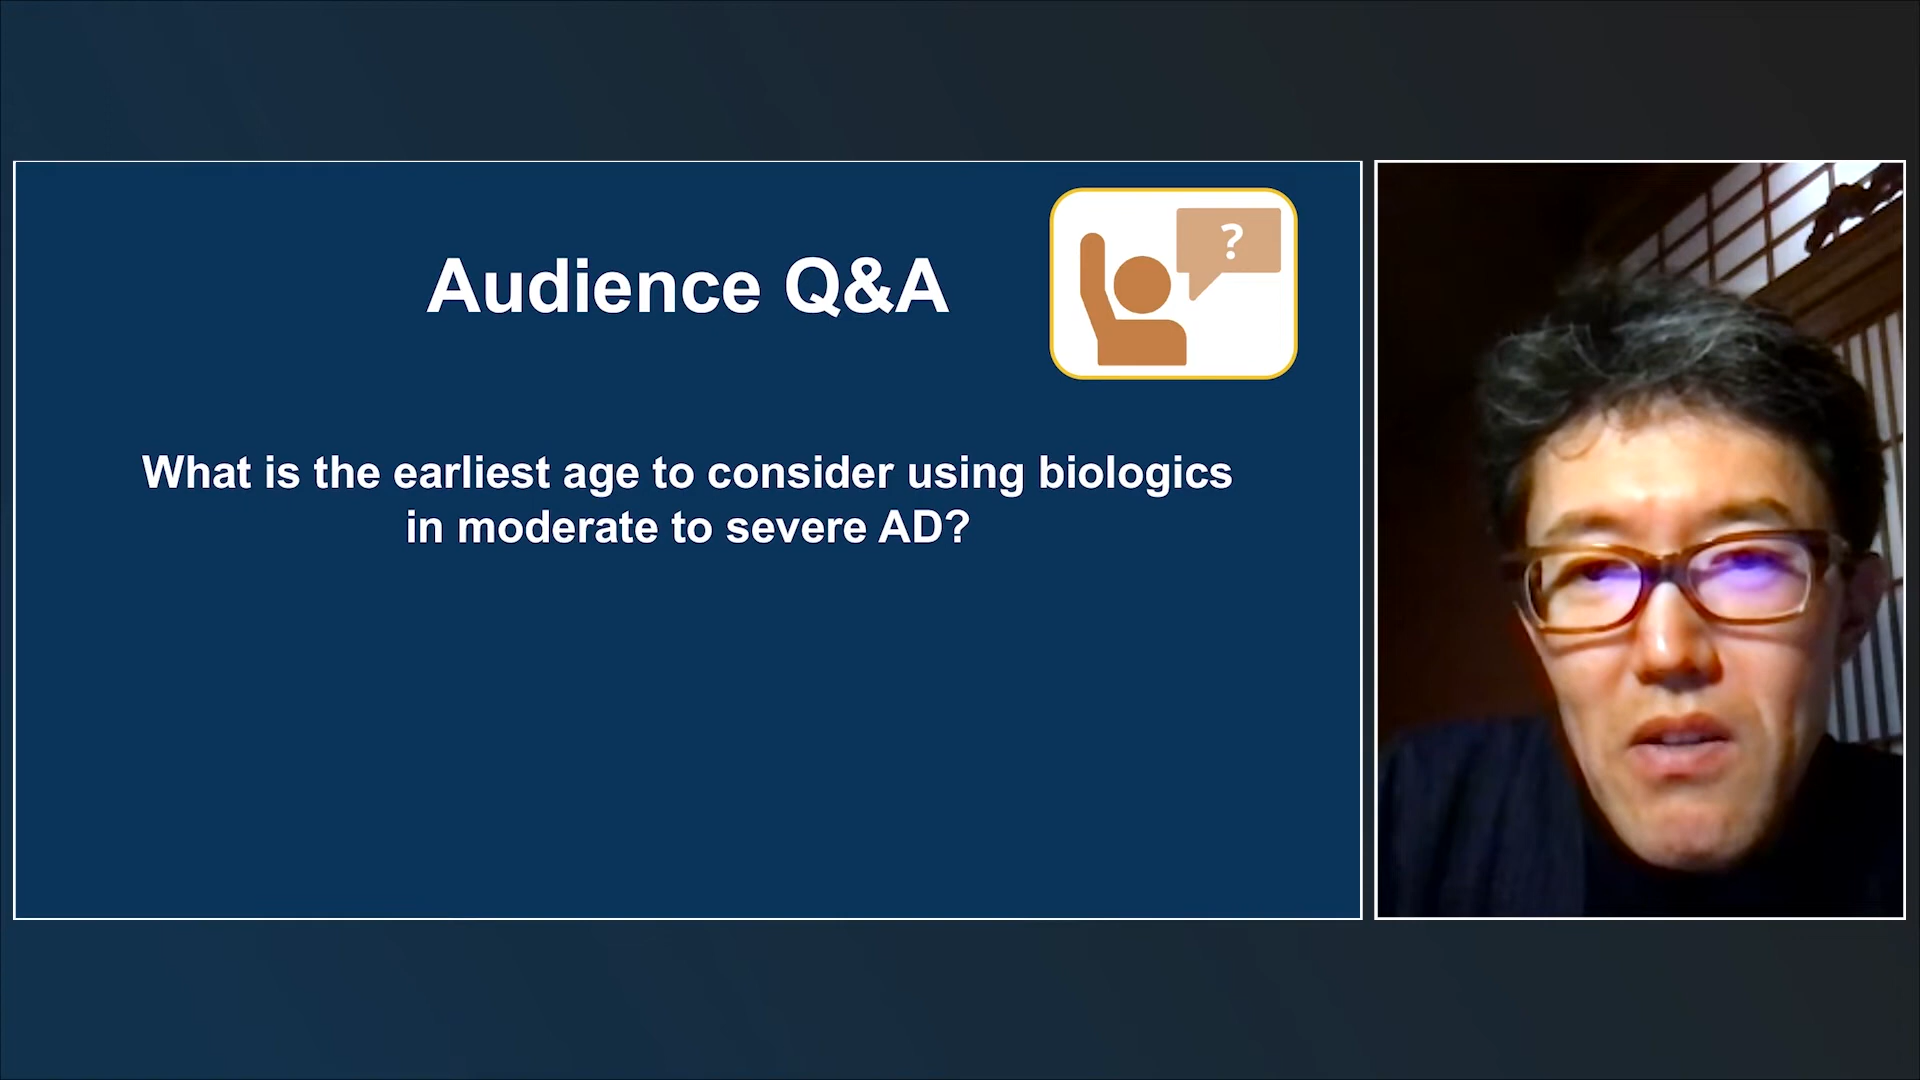 Audience Q&A
?
What is the earliest age to consider using biologics
in moderate to severe AD?